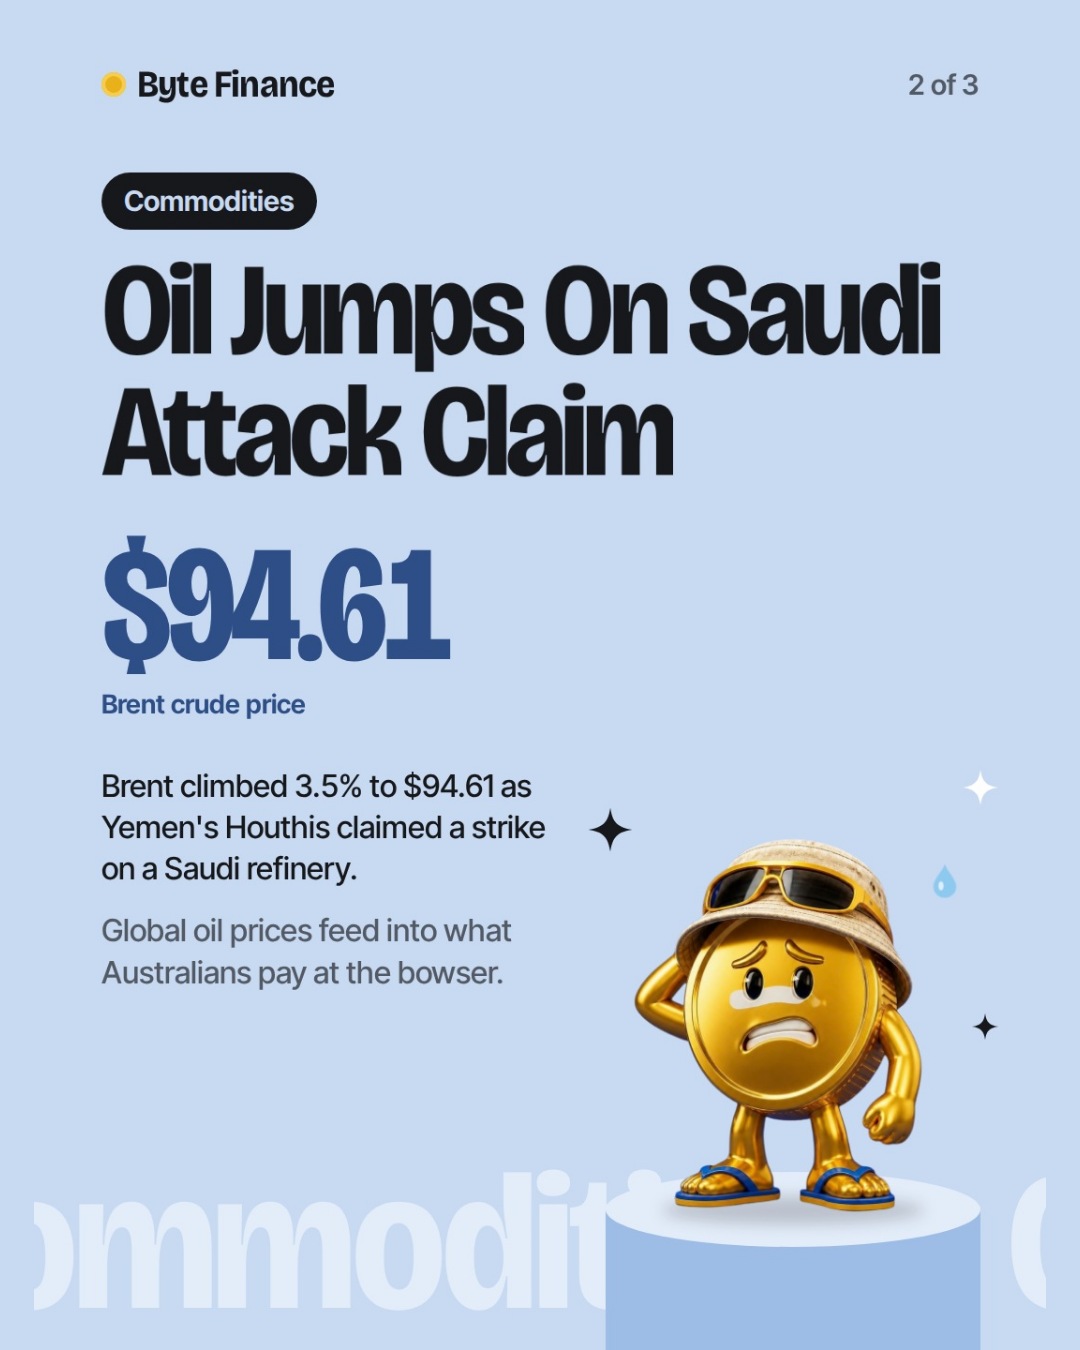 Byte Finance
2 of 3
Commodities
Oil Jumps On Saudi
Attack Claim
$94.61
Brent crude price
Brent climbed 3.5% to $94.61 as
Yemen's Houthis claimed a strike
on a Saudi refinery.
Global oil prices feed into what
Australians pay at the bowser.
ommoditi C